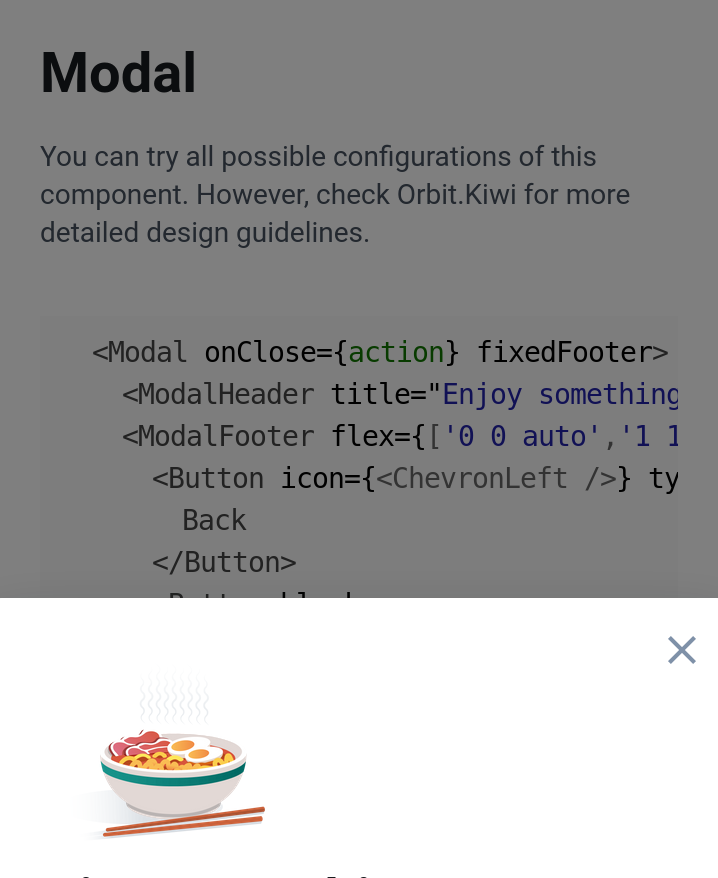 Modal
You can try all possible configurations of this
component. However, check Orbit.Kiwi for more
detailed design guidelines.
<Modal onClose={action} fixedFooter>
<ModalHeader title="Enjoy something
<ModalFooter flex={['0 0 auto','1 1
<Button icon={<ChevronLeft />} ty
Back
</Button>